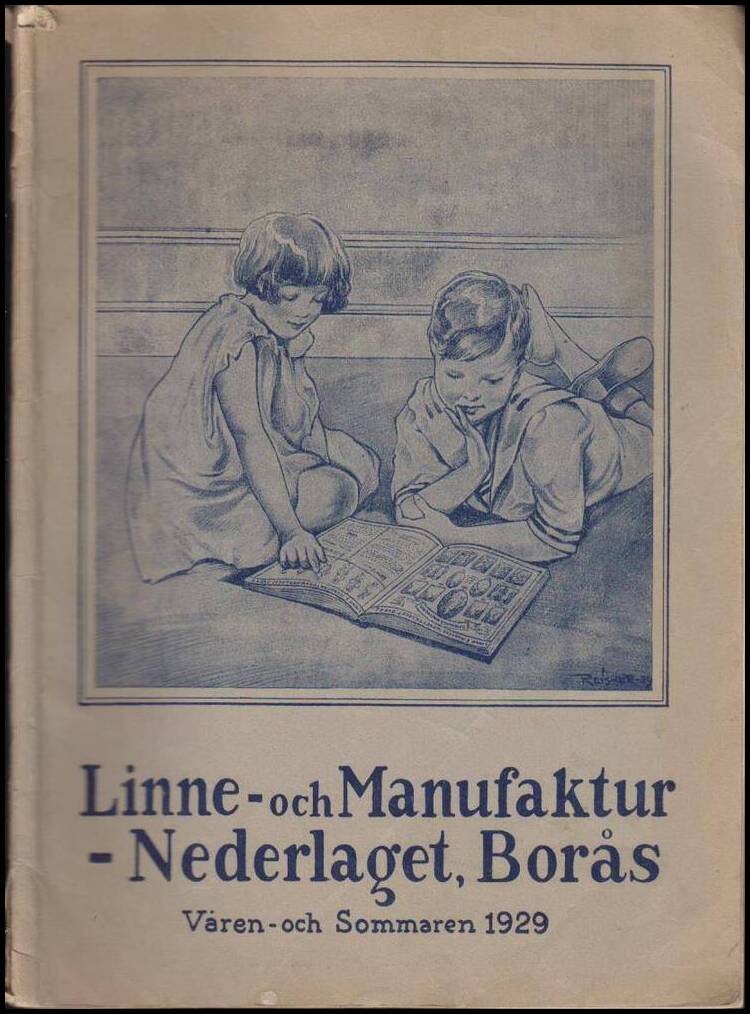 Linne-och Manufaktur
-Nederlaget, Borås
Våren-och Sommaren 1929